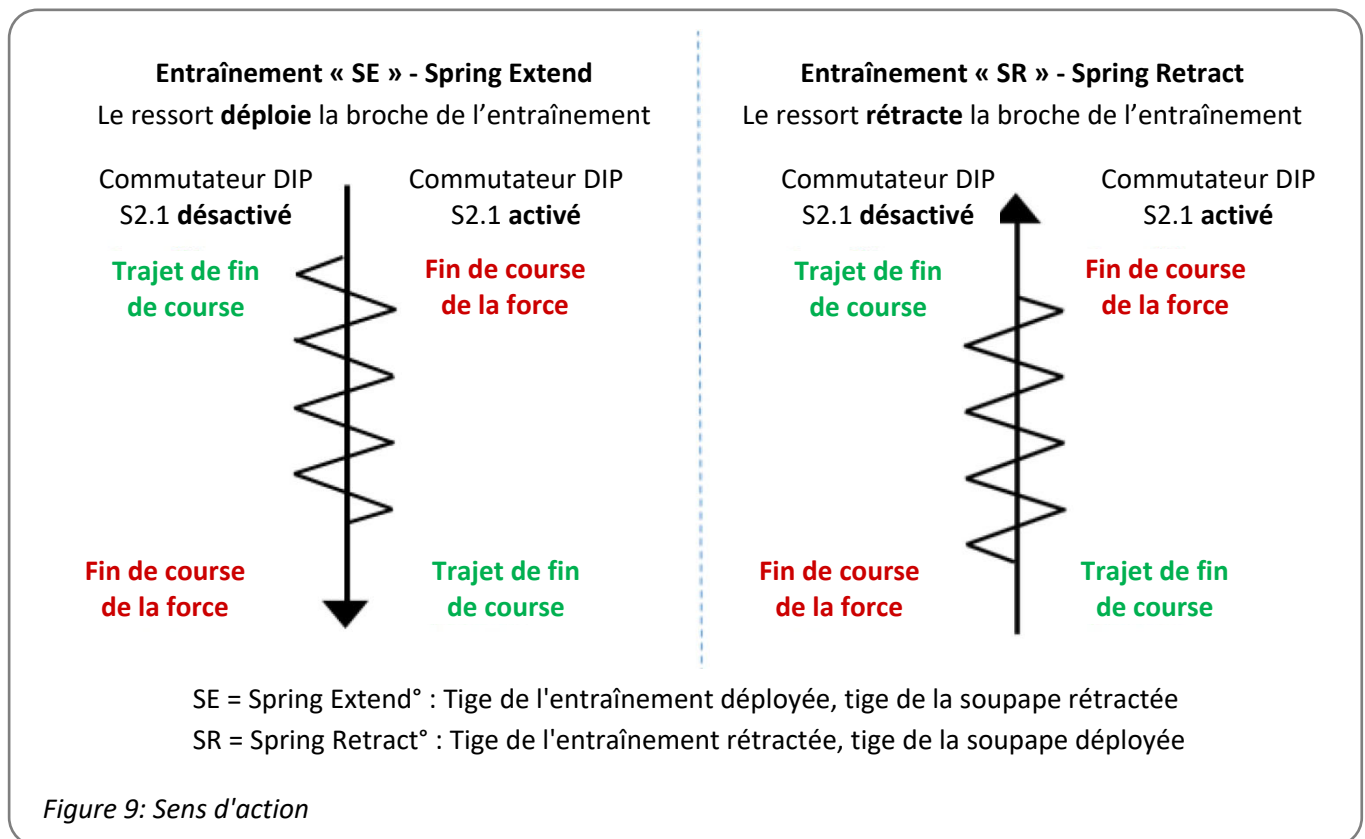 Entraînement « SE » - Spring Extend
Le ressort déploie la broche de l’entraînement
Commutateur DIP
S2.1 désactivé
Commutateur DIP
S2.1 activé
Trajet de fin
de course
Fin de course
de la force
Fin de course
de la force
Trajet de fin
de course
Entraînement « SR » - Spring Retract
Le ressort rétracte la broche de l’entraînement
Commutateur DIP
S2.1 désactivé
Commutateur DIP
S2.1 activé
Trajet de fin
de course
Fin de course
de la force
Fin de course
de la force
Trajet de fin
de course
SE = Spring Extend° : Tige de l'entraînement déployée, tige de la soupape rétractée
SR = Spring Retract° : Tige de l'entraînement rétractée, tige de la soupape déployée
Figure 9: Sens d'action